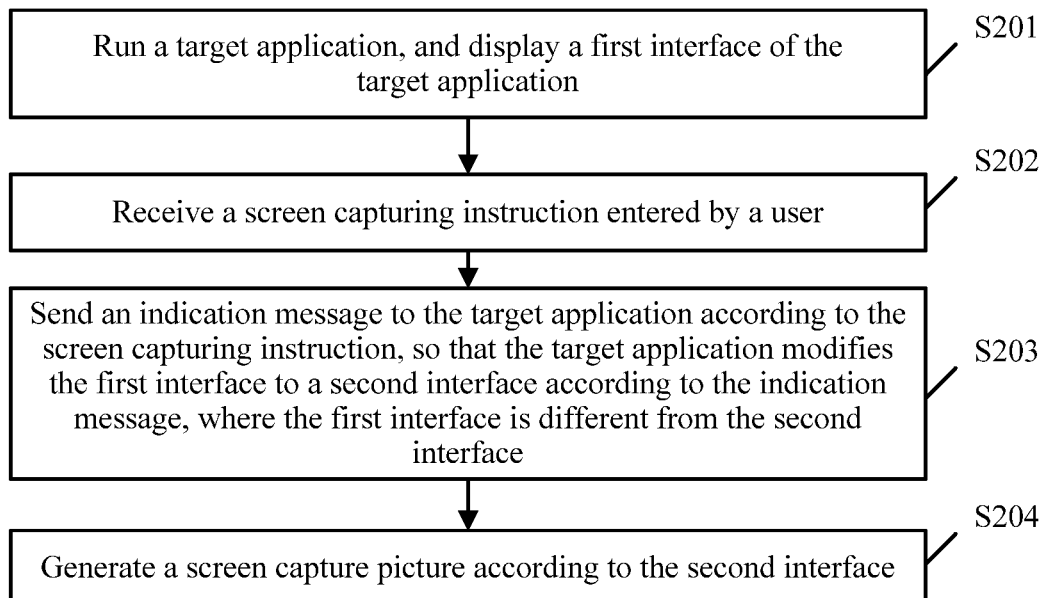 Run a target application, and display a first interface of the
target application
S201
Receive a screen capturing instruction entered by a user
S202
Send an indication message to the target application according to the
screen capturing instruction, so that the target application modifies
the first interface to a second interface according to the indication
message, where the first interface is different from the second
interface
S203
Generate a screen capture picture according to the second interface
S204